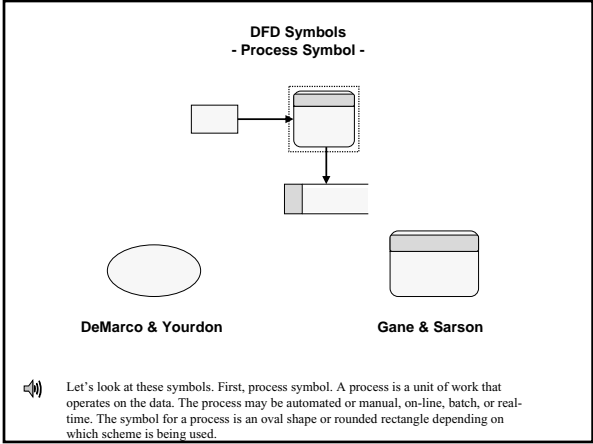 DFD Symbols
- Process Symbol -
DeMarco & Yourdon
Gane & Sarson
Let’s look at these symbols. First, process symbol. A process is a unit of work that
operates on the data. The process may be automated or manual, on-line, batch, or real-
time. The symbol for a process is an oval shape or rounded rectangle depending on
which scheme is being used.